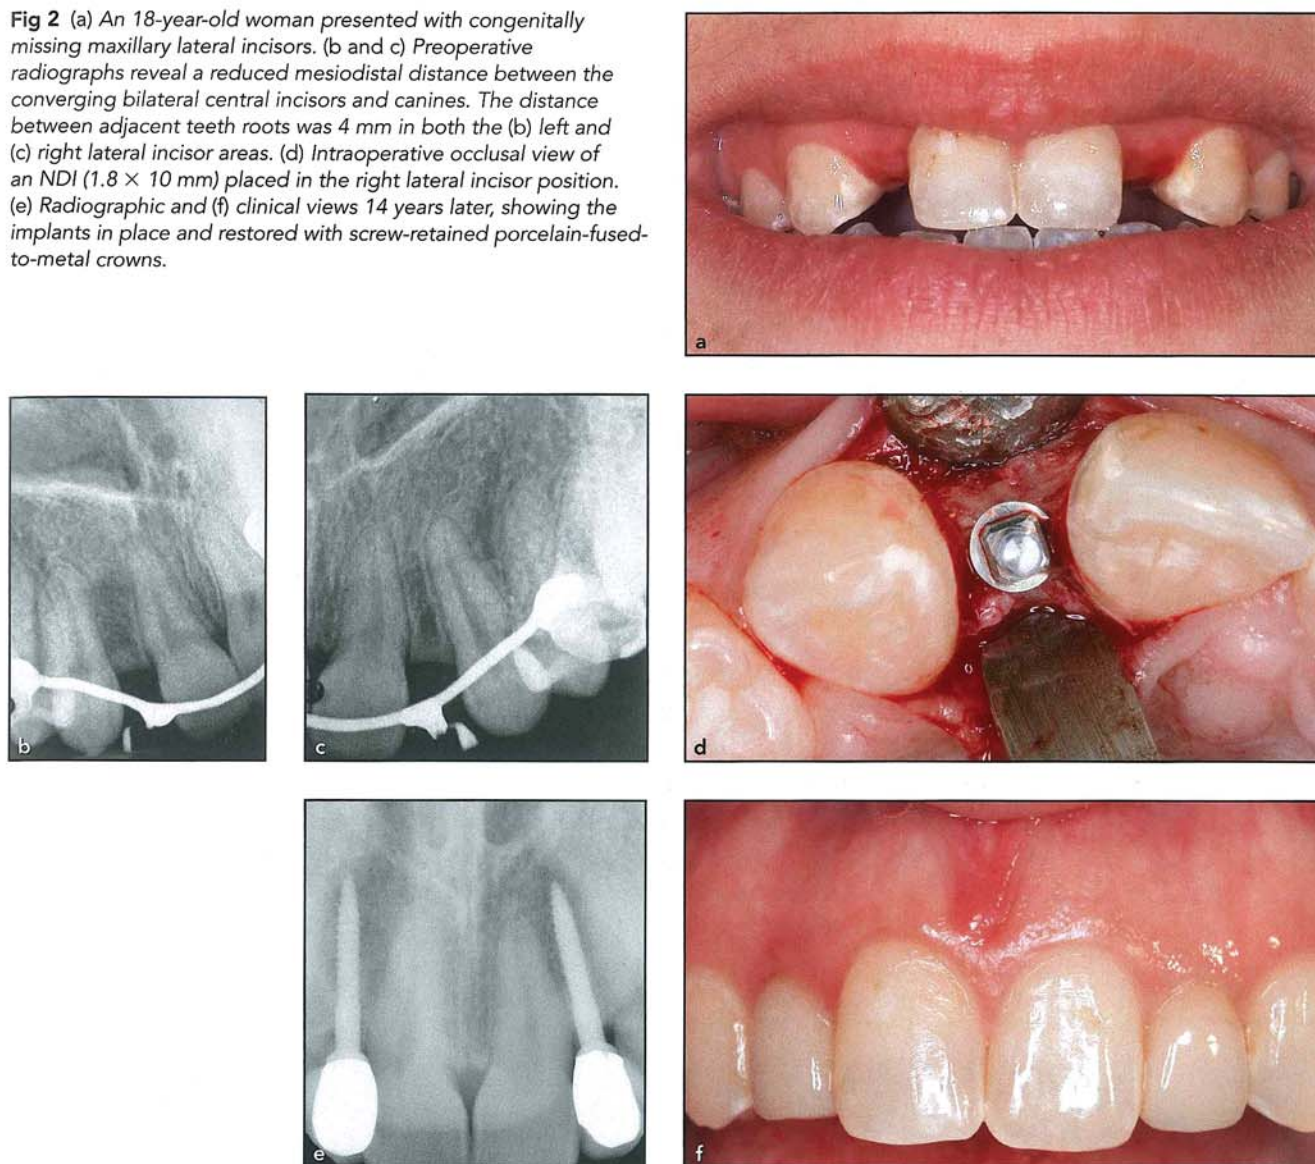 Fig 2 (a) An 18-year-old woman presented with congenitally
missing maxillary lateral incisors. (b and c) Preoperative
radiographs reveal a reduced mesiodistal distance between the
converging bilateral central incisors and canines. The distance
between adjacent teeth roots was 4 mm in both the (b) left and
(c) right lateral incisor areas. (d) Intraoperative occlusal view of
an NDI (1.8 × 10 mm) placed in the right lateral incisor position.
(e) Radiographic and (f) clinical views 14 years later, showing the
implants in place and restored with screw-retained porcelain-fused-
to-metal crowns.
a
b
c
d
e
f